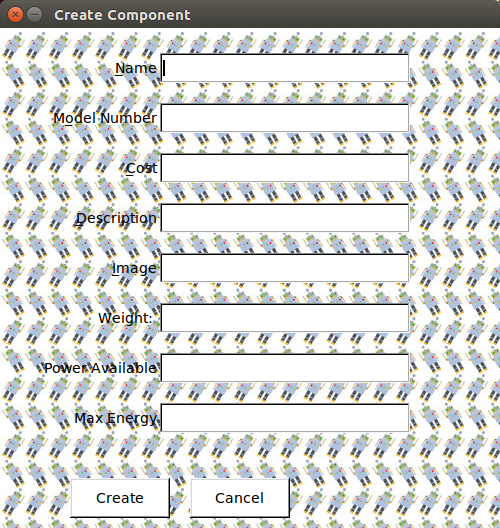 Create Component
Name
Model Number
Cost
Description
Image
Weight:
Power Available
Max Energy
Create
Cancel